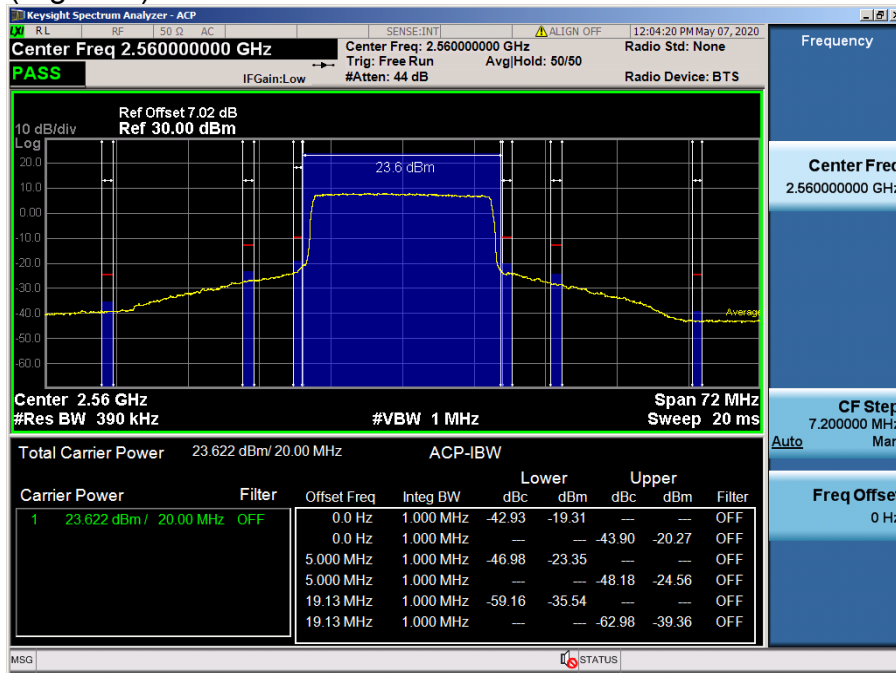 Keysight Spectrum Analyzer - ACP
LXI RL RF 50 Ω AC SENSE:INT ALIGN OFF 12:04:20 PM May 07, 2020
Center Freq 2.560000000 GHz
Center Freq: 2.560000000 GHz
Radio Std: None
Trig: Free Run Avg|Hold: 50/50
PASS
IFGain:Low
#Atten: 44 dB
Radio Device: BTS
Ref Offset 7.02 dB
10 dB/div Ref 30.00 dBm
Log
23.6 dBm
20.0
10.0
0.00
-10.0
-20.0
-30.0
-40.0
Average
-50.0
-60.0
Center 2.56 GHz Span 72 MHz
#Res BW 390 kHz #VBW 1 MHz Sweep 20 ms
Total Carrier Power 23.622 dBm/ 20.00 MHz ACP-IBW
Lower Upper
Carrier Power Filter Offset Freq Integ BW dBc dBm dBc dBm Filter
1 23.622 dBm / 20.00 MHz OFF 0.0 Hz 1.000 MHz -42.93 -19.31 --- --- OFF
0.0 Hz 1.000 MHz --- --- -43.90 -20.27 OFF
5.000 MHz 1.000 MHz -46.98 -23.35 --- --- OFF
5.000 MHz 1.000 MHz --- --- -48.18 -24.56 OFF
19.13 MHz 1.000 MHz -59.16 -35.54 --- --- OFF
19.13 MHz 1.000 MHz --- --- -62.98 -39.36 OFF
MSG STATUS
Frequency
Center Freq
2.560000000 GHz
CF Step
7.200000 MHz
Auto Man
Freq Offset
0 Hz